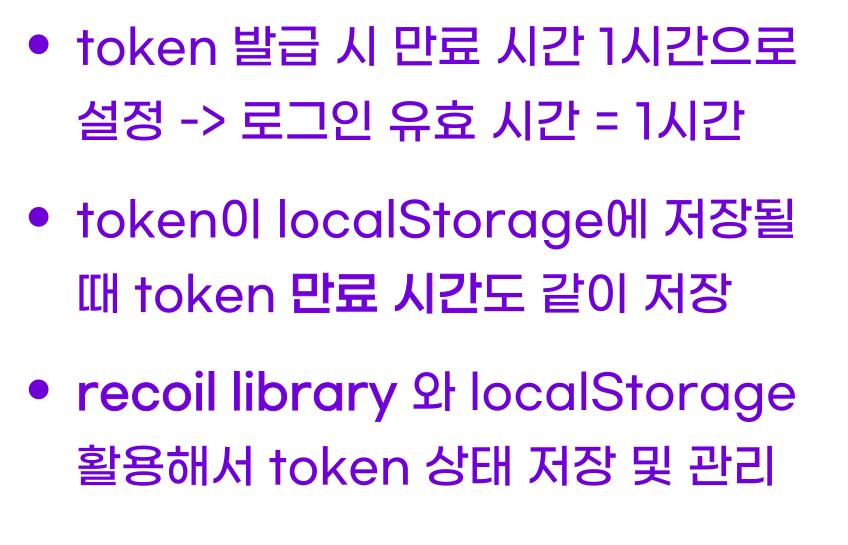 • token 발급 시 만료 시간 1시간으로
설정 -> 로그인 유효 시간 = 1시간
• token이 localStorage에 저장될
때 token 만료 시간도 같이 저장
• recoil library 와 localStorage
활용해서 token 상태 저장 및 관리